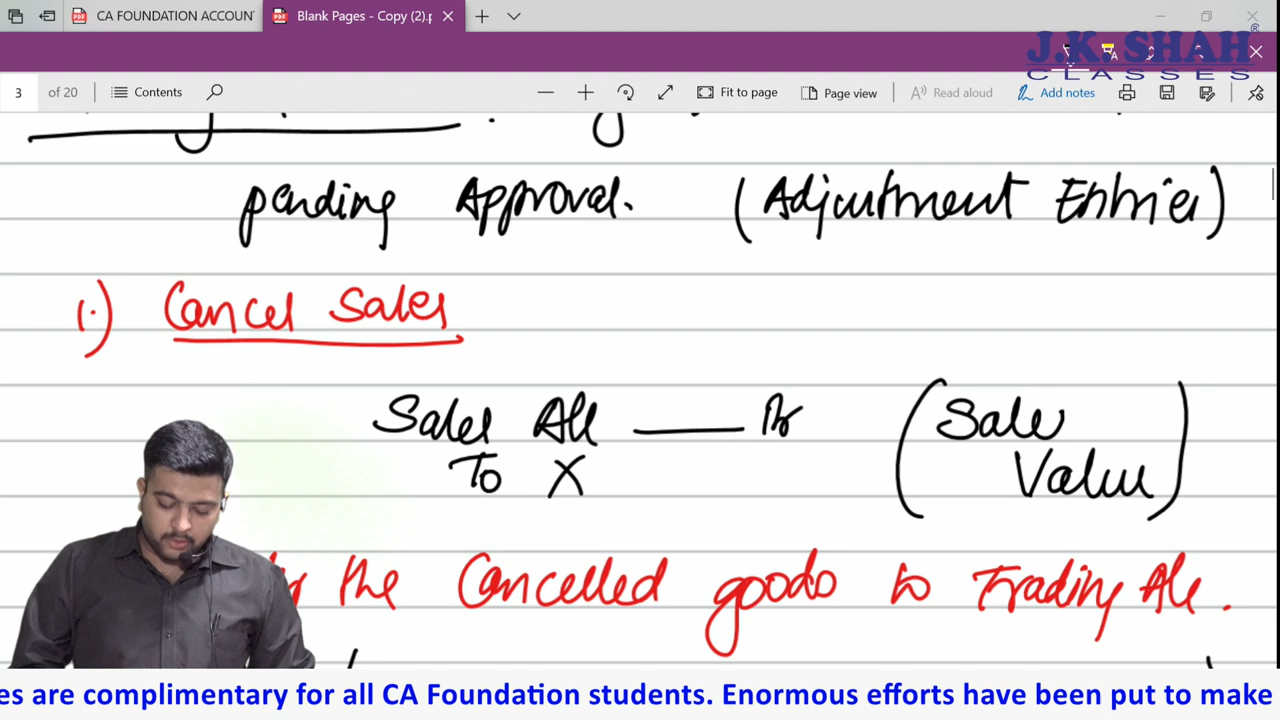 CA FOUNDATION ACCOUNT
Blank Pages - Copy (2).p
J.K. SHAH®
CLASSES
3 of 20 Contents Fit to page Page view Read aloud Add notes
pending Approval. (Adjustment Entries)
1.) Cancel Sales
Sales A/c Dr (Sale
To X Value)
the Cancelled goods to Trading A/c.
es are complimentary for all CA Foundation students. Enormous efforts have been put to make